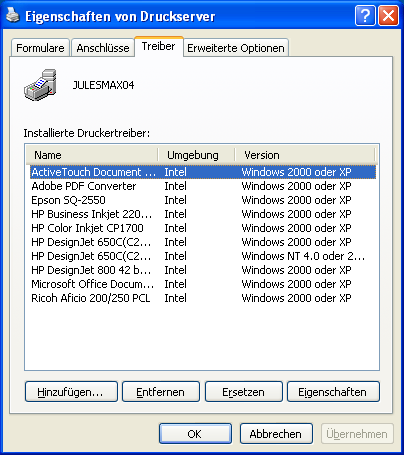 Eigenschaften von Druckserver
Formulare Anschlüsse Treiber Erweiterte Optionen
JULESMAX04
Installierte Druckertreiber:
Name Umgebung Version
ActiveTouch Document ... Intel Windows 2000 oder XP
Adobe PDF Converter Intel Windows 2000 oder XP
Epson SQ-2550 Intel Windows 2000 oder XP
HP Business Inkjet 220... Intel Windows 2000 oder XP
HP Color Inkjet CP1700 Intel Windows 2000 oder XP
HP DesignJet 650C(C2... Intel Windows 2000 oder XP
HP DesignJet 650C(C2... Intel Windows NT 4.0 oder 2...
HP DesignJet 800 42 b... Intel Windows 2000 oder XP
Microsoft Office Docum... Intel Windows 2000 oder XP
Ricoh Aficio 200/250 PCL Intel Windows 2000 oder XP
Hinzufügen... Entfernen Ersetzen Eigenschaften
OK Abbrechen Übernehmen